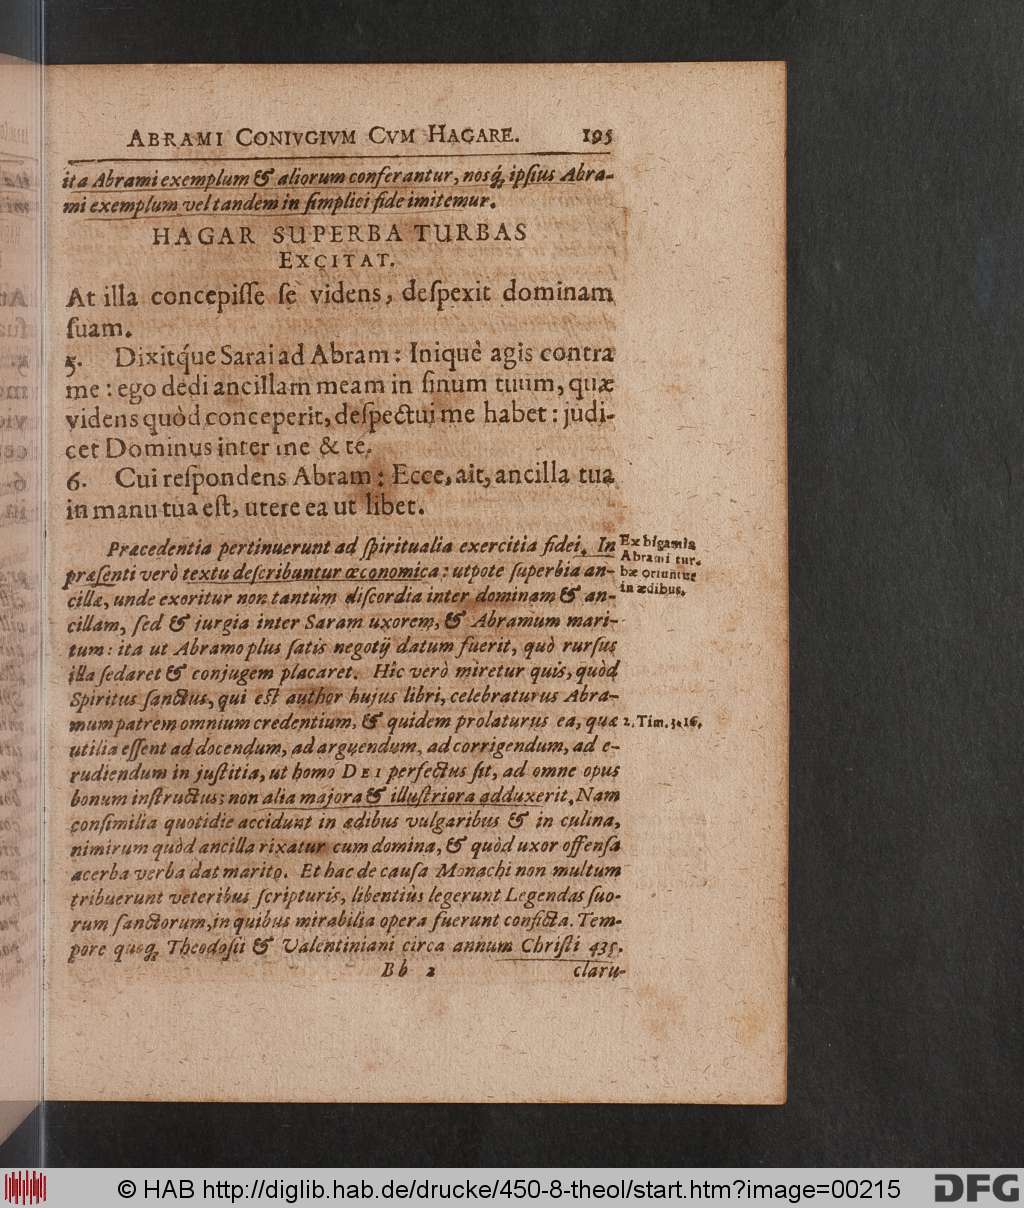 ABRAMI CONIVGIVM CVM HAGARE. 195
ita Abrami exemplum & aliorum conferantur, nosq́; ipſius Abra-
mi exemplum vel tandem in ſimplici fide imitemur.
HAGAR SUPERBA TURBAS
EXCITAT.
At illa concepiſſe ſe videns, deſpexit dominam
ſuam.
5. Dixitq́ue Sarai ad Abram: Iniquè agis contra
me: ego dedi ancillam meam in ſinum tuum, quæ
videns quòd conceperit, deſpectui me habet: judi-
cet Dominus inter me & te.
6. Cui reſpondens Abram: Ecce, ait, ancilla tua
in manu tua eſt, utere ea ut libet.
Præcedentia pertinuerunt ad ſpiritualia exercitia fidei. In
præſenti verò textu deſcribuntur œconomica: utpote ſuperbia an-
cillæ, unde exoritur non tantùm diſcordia inter dominam & an-
cillam, ſed & iurgia inter Saram uxorem, & Abramum mari-
tum: ita ut Abramo plus ſatis negotij datum fuerit, quò rurſus
illa ſedaret & conjugem placaret. Hîc verò miretur quis, quòd
Spiritus ſanctus, qui eſt author hujus libri, celebraturus Abra-
mum patrem omnium credentium, & quidem prolaturus ea, quæ
utilia eſſent ad docendum, ad arguendum, ad corrigendum, ad e-
rudiendum in juſtitia, ut homo DEI perfectus ſit, ad omne opus
bonum inſtructus; non alia majora & illuſtriora adduxerit. Nam
conſimilia quotidie accidunt in ædibus vulgaribus & in culina,
nimirum quòd ancilla rixatur cum domina, & quòd uxor offenſa
acerba verba dat marito. Et hac de cauſa Monachi non multum
tribuerunt veteribus ſcripturis, libentiùs legerunt Legendas ſuo-
rum ſanctorum, in quibus mirabilia opera fuerunt conficta. Tem-
pore quoq; Theodoſii & Valentiniani circa annum Chriſti 435.
Bb 2 claru-
Ex bigamia
Abrami tur-
bæ oriuntur
in ædibus.
2. Tim. 3. 16.
© HAB http://diglib.hab.de/drucke/450-8-theol/start.htm?image=00215
DFG